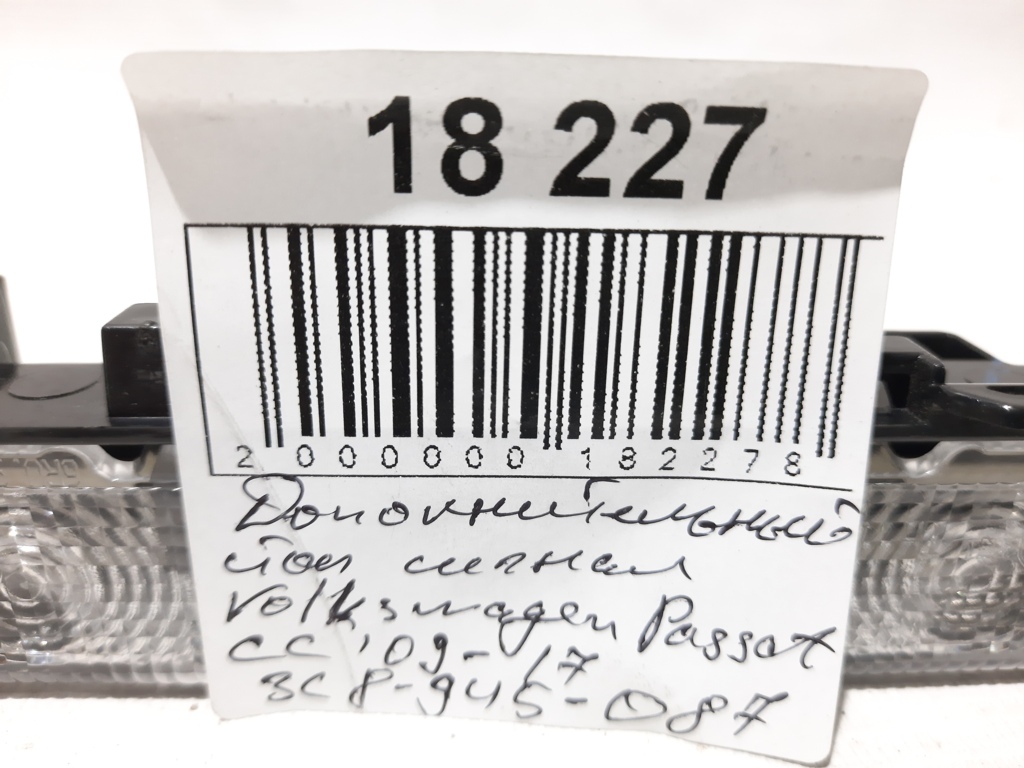 18 227
2 000000 182278
Дополнительный
стоп сигнал
Volkswagen Passat
CC '09-17
3C8-945-087